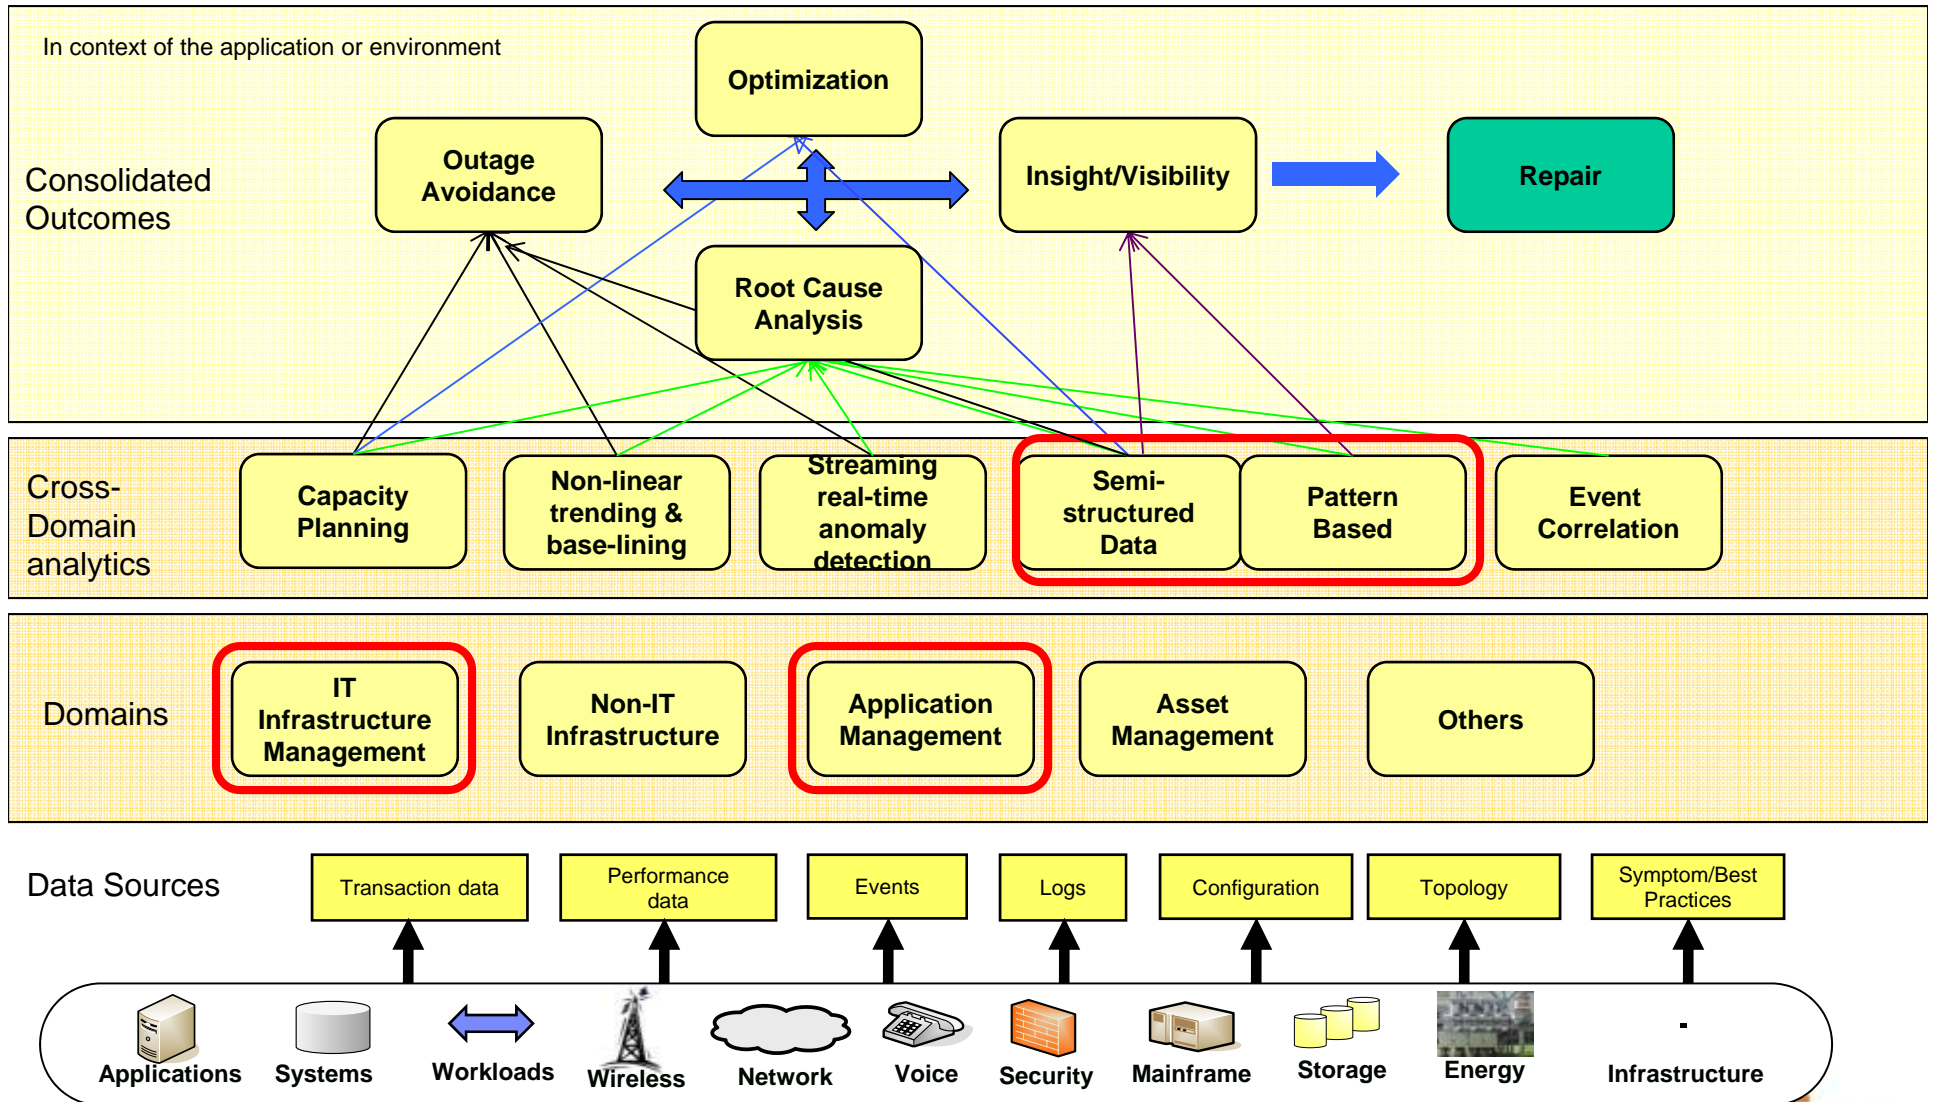 In context of the application or environment
Optimization
Outage
Avoidance
Insight/Visibility
Repair
Consolidated
Outcomes
Root Cause
Analysis
Cross-
Domain
analytics
Capacity
Planning
Non-linear
trending &
base-lining
Streaming
real-time
anomaly
detection
Semi-
structured
Data
Pattern
Based
Event
Correlation
Domains
IT
Infrastructure
Management
Non-IT
Infrastructure
Application
Management
Asset
Management
Others
Data Sources
Transaction data
Performance
data
Events
Logs
Configuration
Topology
Symptom/Best
Practices
Applications
Systems
Workloads
Wireless
Network
Voice
Security
Mainframe
Storage
Energy
-
Infrastructure